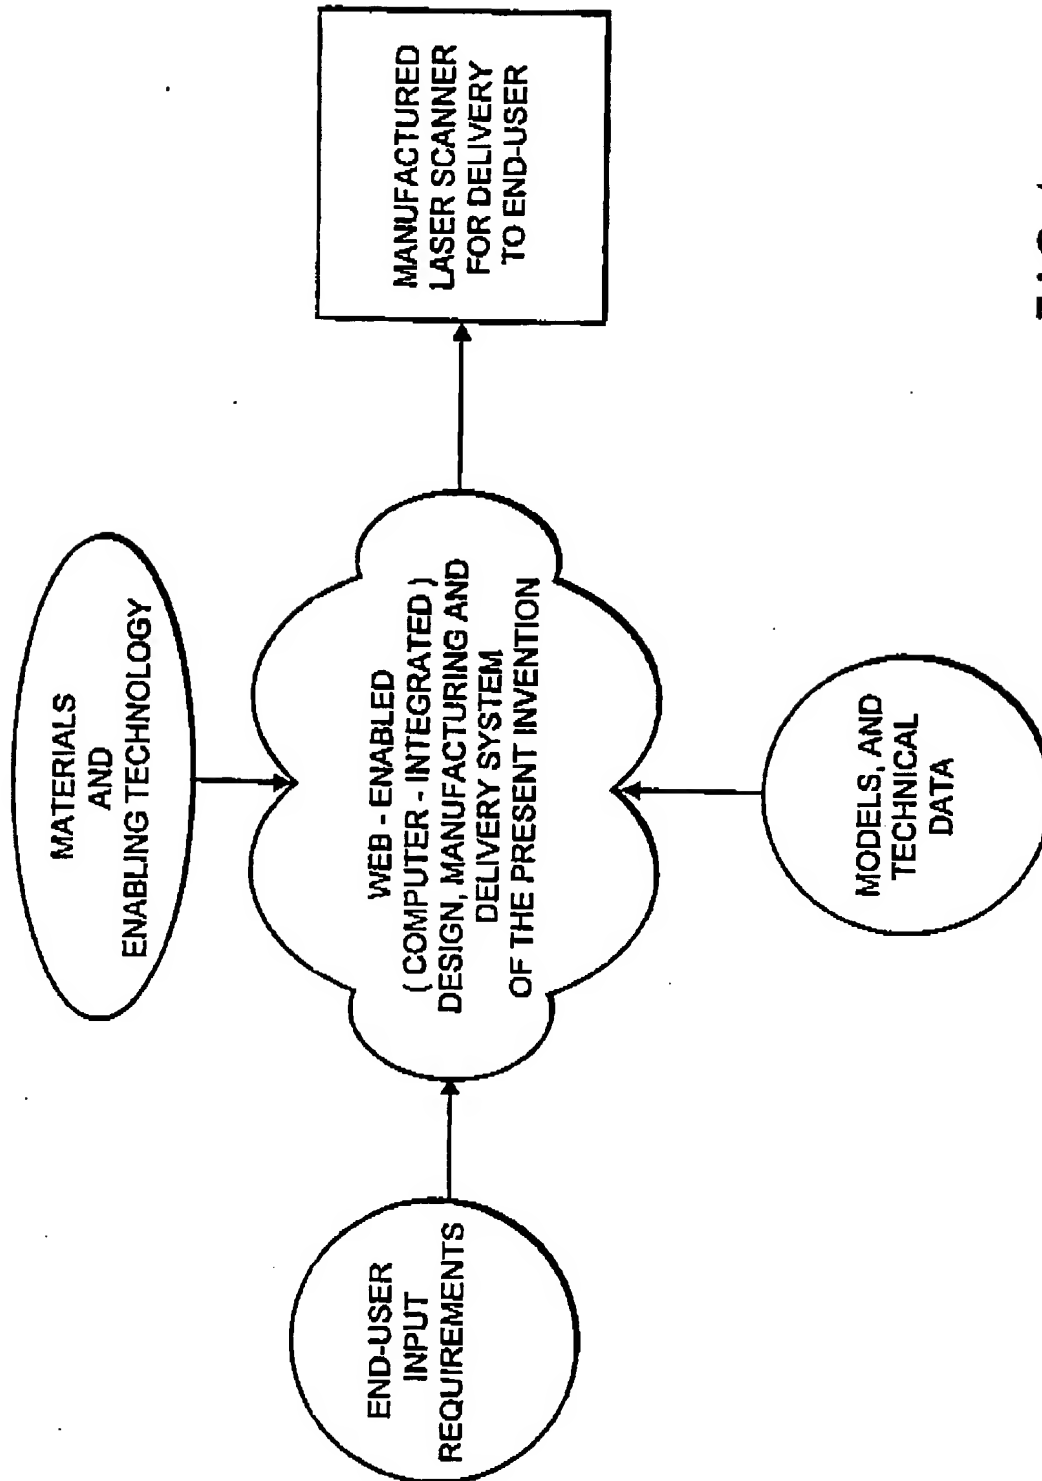 MATERIALS
AND
ENABLING TECHNOLOGY
END-USER
INPUT
REQUIREMENTS
WEB - ENABLED
( COMPUTER - INTEGRATED )
DESIGN, MANUFACTURING AND
DELIVERY SYSTEM
OF THE PRESENT INVENTION
MANUFACTURED
LASER SCANNER
FOR DELIVERY
TO END-USER
MODELS, AND
TECHNICAL
DATA